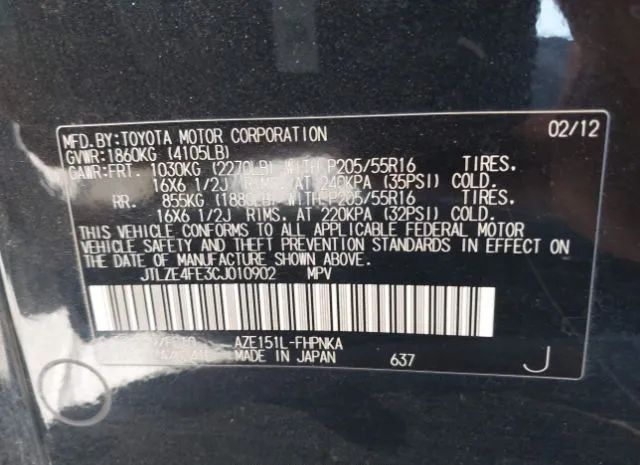 MFD.BY:TOYOTA MOTOR CORPORATION 02/12
GVWR:1860KG (4105LB)
GAWR:FRT. 1030KG (2270LB) WITH P205/55R16 TIRES,
16X6 1/2J RIMS, AT 240KPA (35PSI) COLD.
RR. 855KG (1880LB) WITH P205/55R16 TIRES,
16X6 1/2J RIMS. AT 220KPA (32PSI) COLD.
THIS VEHICLE CONFORMS TO ALL APPLICABLE FEDERAL MOTOR
VEHICLE SAFETY AND THEFT PREVENTION STANDARDS IN EFFECT ON
THE DATE OF MANUFACTURE SHOWN ABOVE.
JTLZE4FE3CJ010902 MPV
AZE151L-FHPNKA
MADE IN JAPAN 637 J